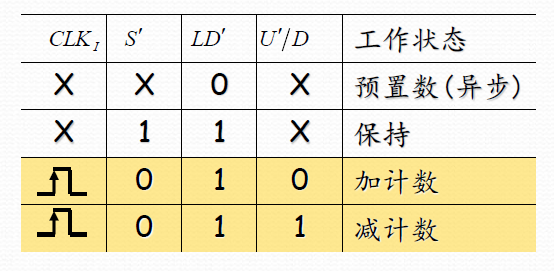 CLK_I S′ LD′ U′/D 工作状态
X X 0 X 预置数(异步)
X 1 1 X 保持
0 1 0 加计数
0 1 1 减计数